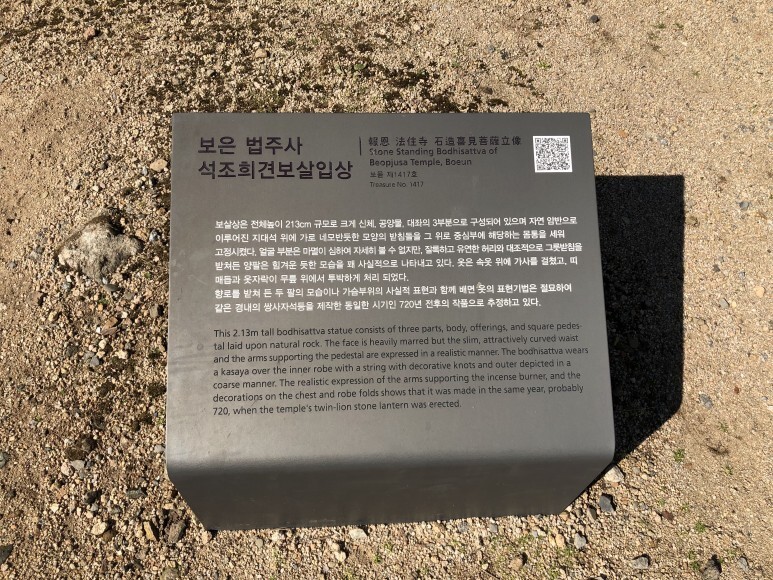 보은 법주사
석조희견보살입상
報恩 法住寺 石造喜見菩薩立像
Stone Standing Bodhisattva of
Beopjusa Temple, Boeun
보물 제1417호
Treasure No. 1417
보살상은 전체높이 213cm 규모로 크게 신체, 공양물, 대좌의 3부분으로 구성되어 있으며 자연 암반으로
이루어진 지대석 위에 가로 네모반듯한 모양의 받침돌을 그 위로 중심부에 해당하는 몸통을 세워
고정시켰다. 얼굴 부분은 마멸이 심하여 자세히 볼 수 없지만, 잘록하고 유연한 허리와 대조적으로 그릇받침을
받쳐든 양팔은 힘겨운 듯한 모습을 꽤 사실적으로 나타내고 있다. 옷은 속옷 위에 가사를 걸쳤고, 띠
매듭과 옷자락이 무릎 위에서 투박하게 처리 되었다.
향로를 받쳐 든 두 팔의 모습이나 가슴부위의 사실적 표현과 함께 배면 옷의 표현기법은 절묘하여
같은 경내의 쌍사자석등을 제작한 동일한 시기인 720년 전후의 작품으로 추정하고 있다.
This 2.13m tall bodhisattva statue consists of three parts, body, offerings, and square pedes-
tal laid upon natural rock. The face is heavily marred but the slim, attractively curved waist
and the arms supporting the pedestal are expressed in a realistic manner. The bodhisattva wears
a kasaya over the inner robe with a string with decorative knots and outer depicted in a
coarse manner. The realistic expression of the arms supporting the incense burner, and the
decorations on the chest and robe folds shows that it was made in the same year, probably
720, when the temple's twin-lion stone lantern was erected.